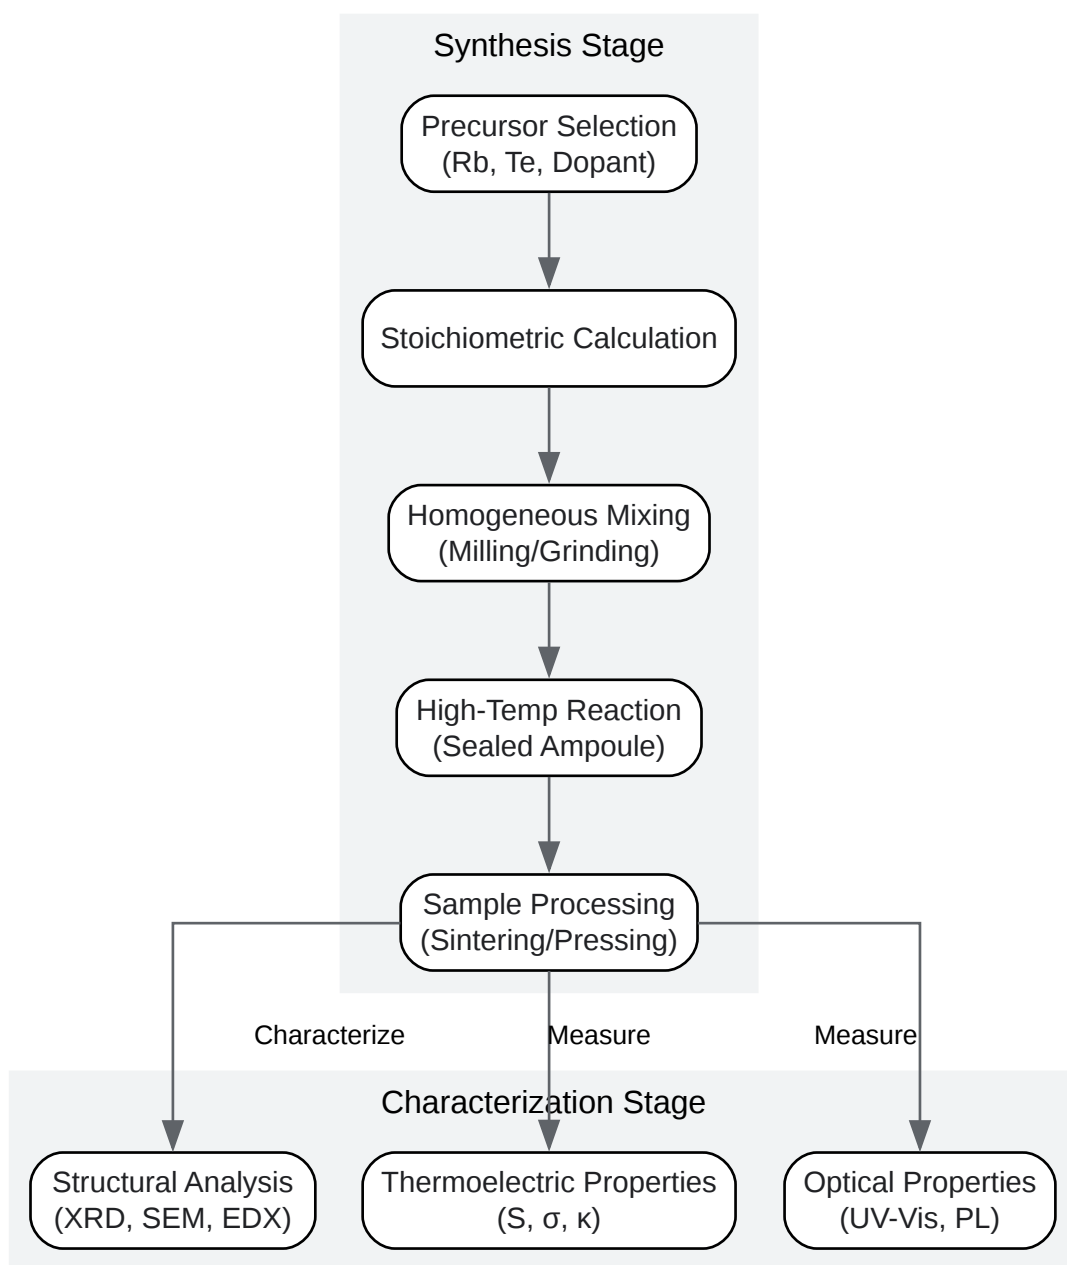 Synthesis Stage
Precursor Selection
(Rb, Te, Dopant)
Stoichiometric Calculation
Homogeneous Mixing
(Milling/Grinding)
High-Temp Reaction
(Sealed Ampoule)
Sample Processing
(Sintering/Pressing)
Characterize
Measure
Measure
Characterization Stage
Structural Analysis
(XRD, SEM, EDX)
Thermoelectric Properties
(S, σ, κ)
Optical Properties
(UV-Vis, PL)